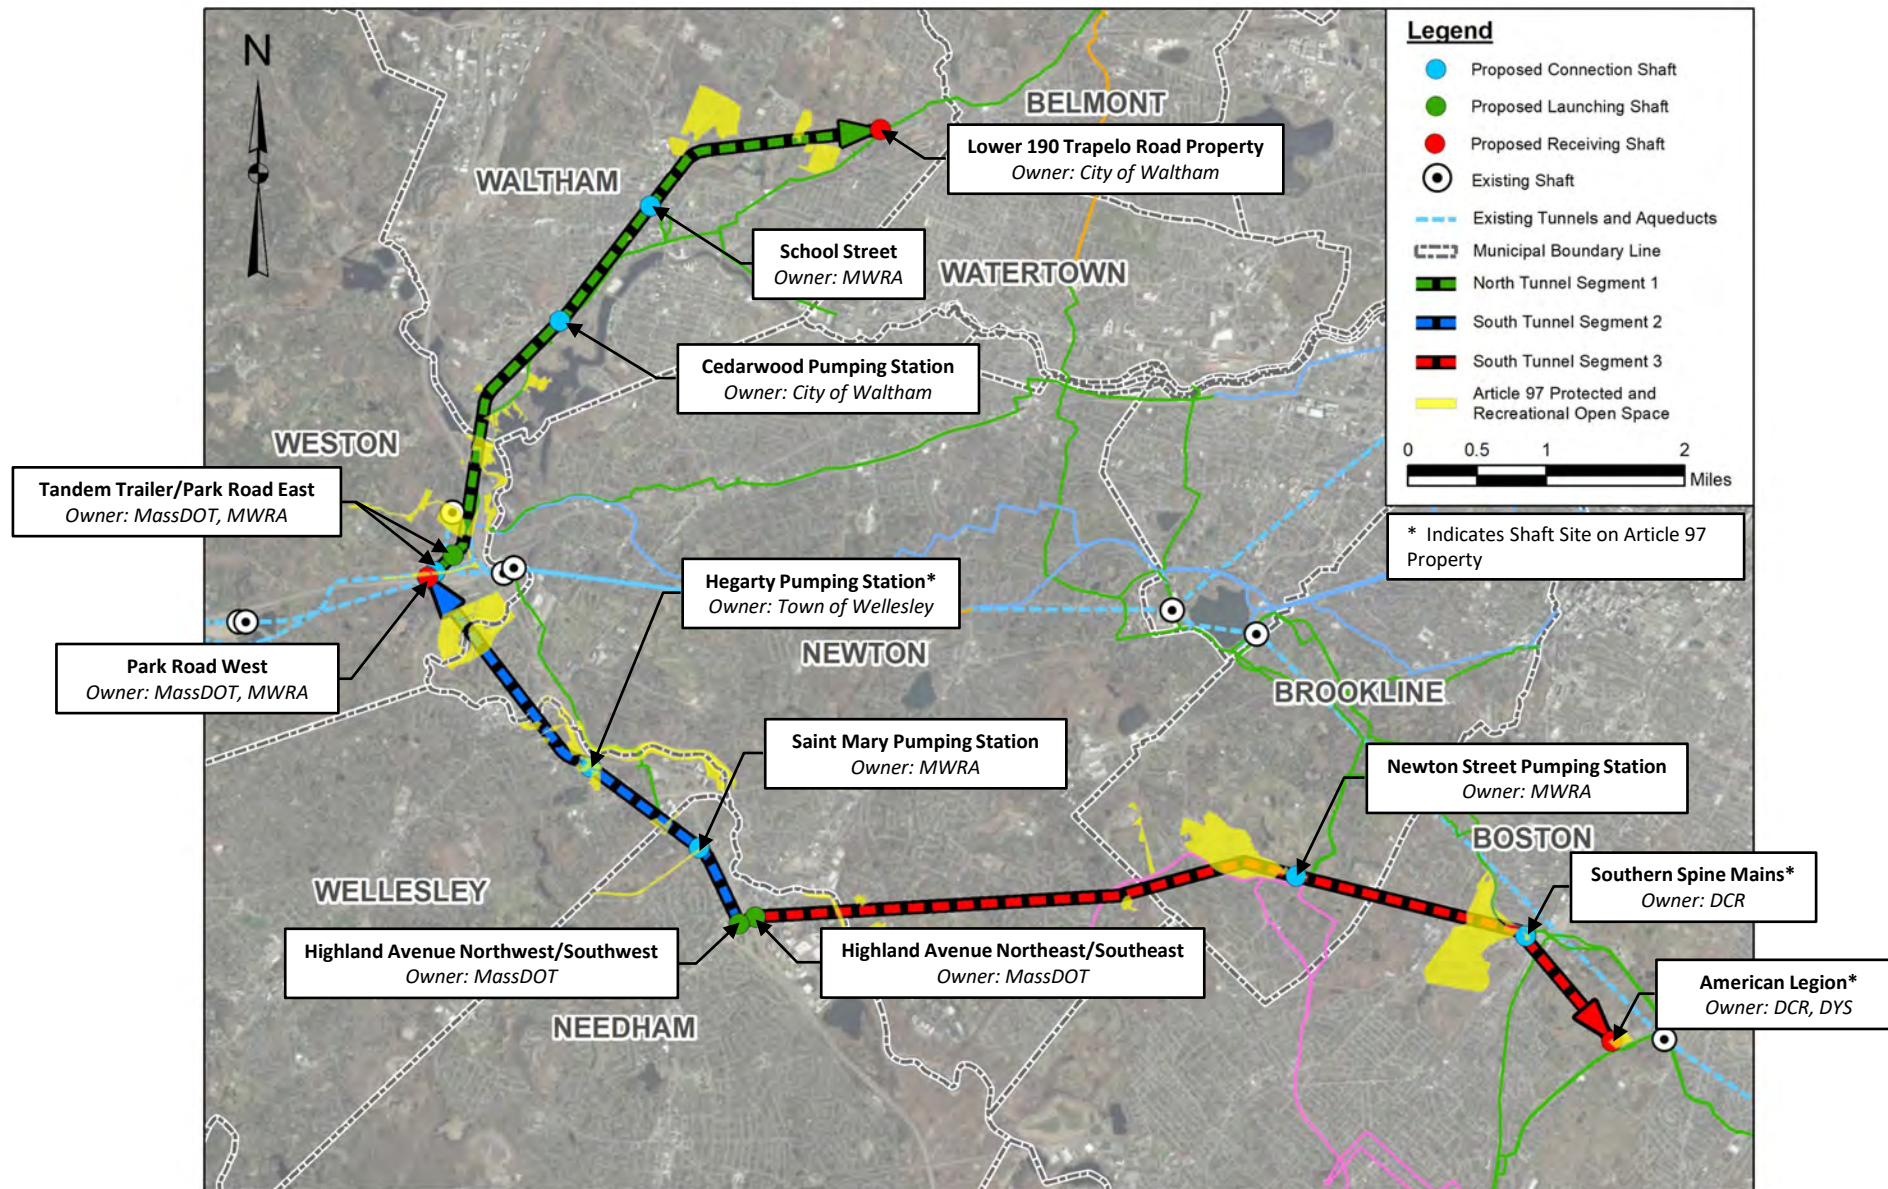 N
Legend
Proposed Connection Shaft
Proposed Launching Shaft
Proposed Receiving Shaft
Existing Shaft
Existing Tunnels and Aqueducts
Municipal Boundary Line
North Tunnel Segment 1
South Tunnel Segment 2
South Tunnel Segment 3
Article 97 Protected and
Recreational Open Space
0 0.5 1 2
Miles
* Indicates Shaft Site on Article 97
Property
BELMONT
Lower 190 Trapelo Road Property
Owner: City of Waltham
WALTHAM
School Street
Owner: MWRA
WATERTOWN
Cedarwood Pumping Station
Owner: City of Waltham
WESTON
Tandem Trailer/Park Road East
Owner: MassDOT, MWRA
Hegarty Pumping Station*
Owner: Town of Wellesley
NEWTON
Park Road West
Owner: MassDOT, MWRA
BROOKLINE
Saint Mary Pumping Station
Owner: MWRA
Newton Street Pumping Station
Owner: MWRA
BOSTON
Southern Spine Mains*
Owner: DCR
WELLESLEY
Highland Avenue Northwest/Southwest
Owner: MassDOT
Highland Avenue Northeast/Southeast
Owner: MassDOT
American Legion*
Owner: DCR, DYS
NEEDHAM